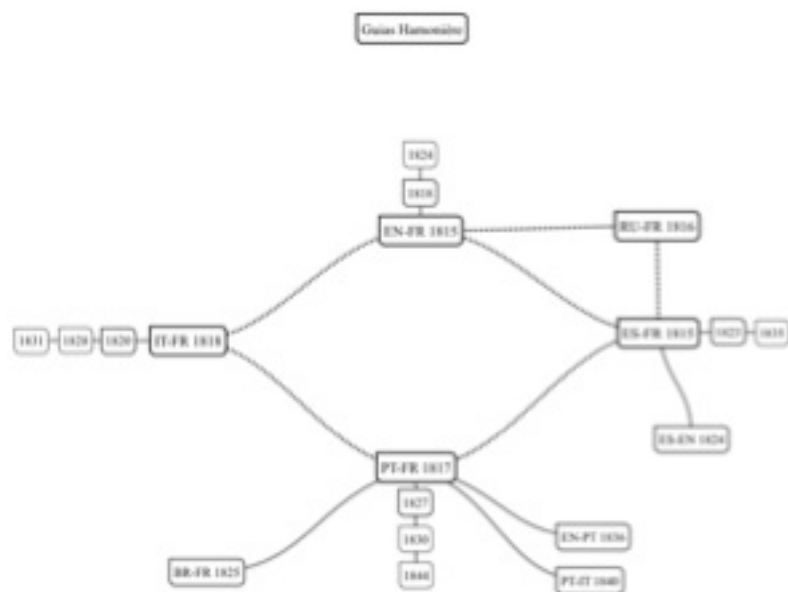 Guias Hamonière
1824
1818
EN-FR 1815
RU-FR 1816
1831
1828
1820
IT-FR 1818
ES-FR 1815
1823
1835
ES-EN 1824
PT-FR 1817
1827
1830
1844
EN-PT 1836
BR-FR 1825
PT-IT 1840